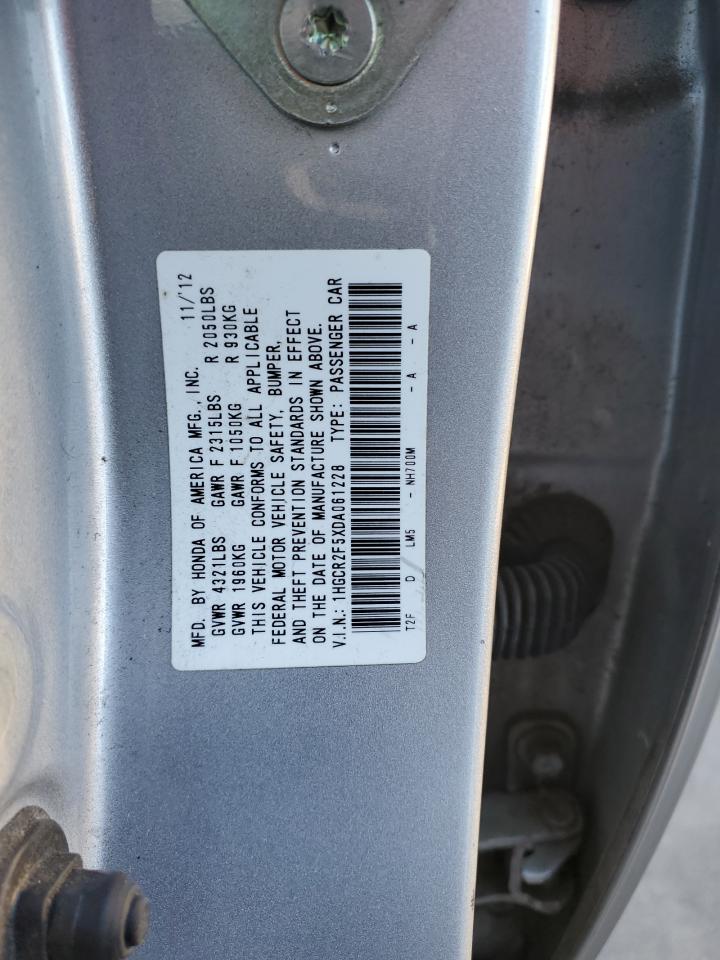 MFD. BY HONDA OF AMERICA MFG., INC. 11/'12
GVWR 4321LBS GAWR F 2315LBS R 2050LBS
GVWR 1960KG GAWR F 1050KG R 930KG
THIS VEHICLE CONFORMS TO ALL APPLICABLE
FEDERAL MOTOR VEHICLE SAFETY, BUMPER,
AND THEFT PREVENTION STANDARDS IN EFFECT
ON THE DATE OF MANUFACTURE SHOWN ABOVE.
V.I.N.: 1HGCR2F5XDA061228 TYPE: PASSENGER CAR
T2F D LM5 - NH700M - A - A